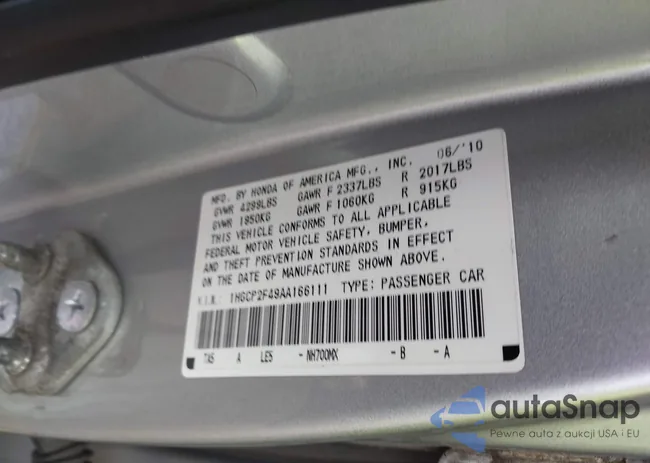 MFD. BY HONDA OF AMERICA MFG., INC. 06/'10
GVWR 4299LBS GAWR F 2337LBS R 2017LBS
GVWR 1950KG GAWR F 1060KG R 915KG
THIS VEHICLE CONFORMS TO ALL APPLICABLE
FEDERAL MOTOR VEHICLE SAFETY, BUMPER,
AND THEFT PREVENTION STANDARDS IN EFFECT
ON THE DATE OF MANUFACTURE SHOWN ABOVE.
V.I.N.: 1HGCP2F49AA166111 TYPE: PASSENGER CAR
TA5 A LE5 -NH700MX -B -A
autaSnap
Pewne auta z aukcji USA i EU